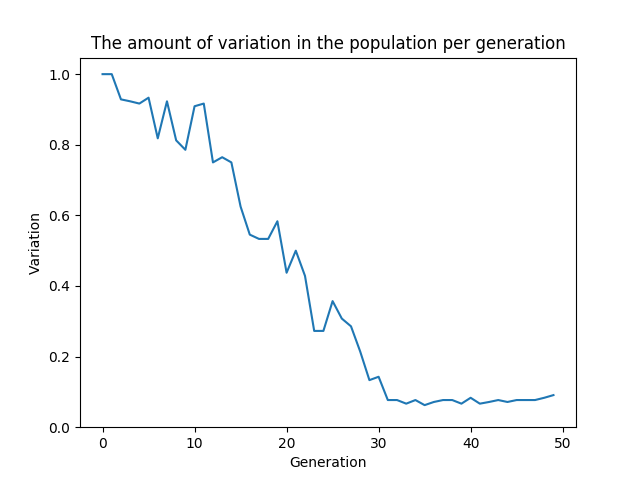 The amount of variation in the population per generation
1.0
0.8
0.6
0.4
0.2
0.0
Variation
0 10 20 30 40 50
Generation